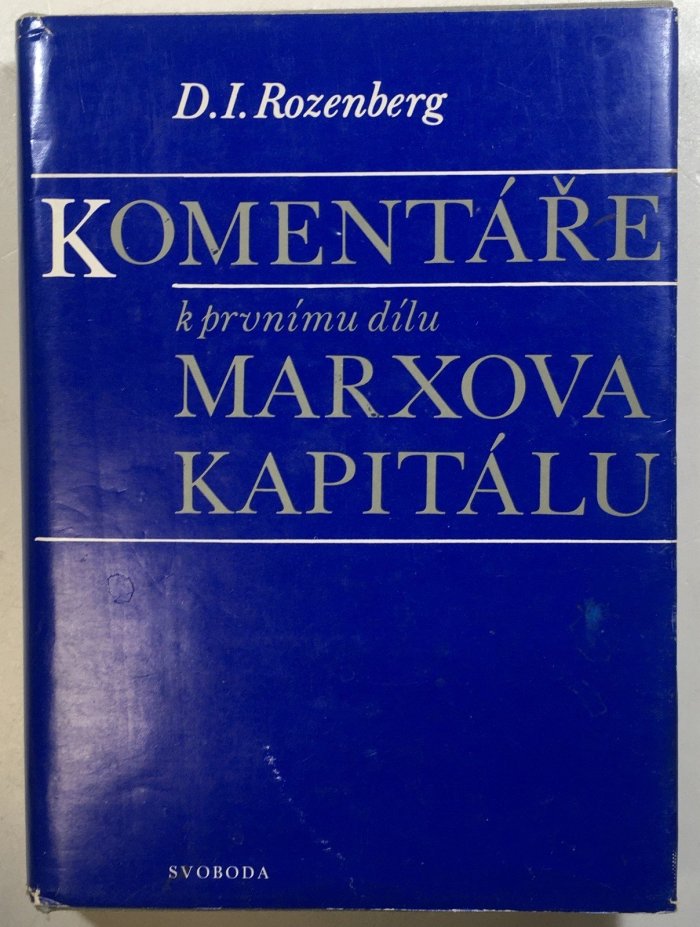 D. I. Rozenberg
KOMENTÁŘE
k prvnímu dílu
MARXOVA
KAPITÁLU
SVOBODA